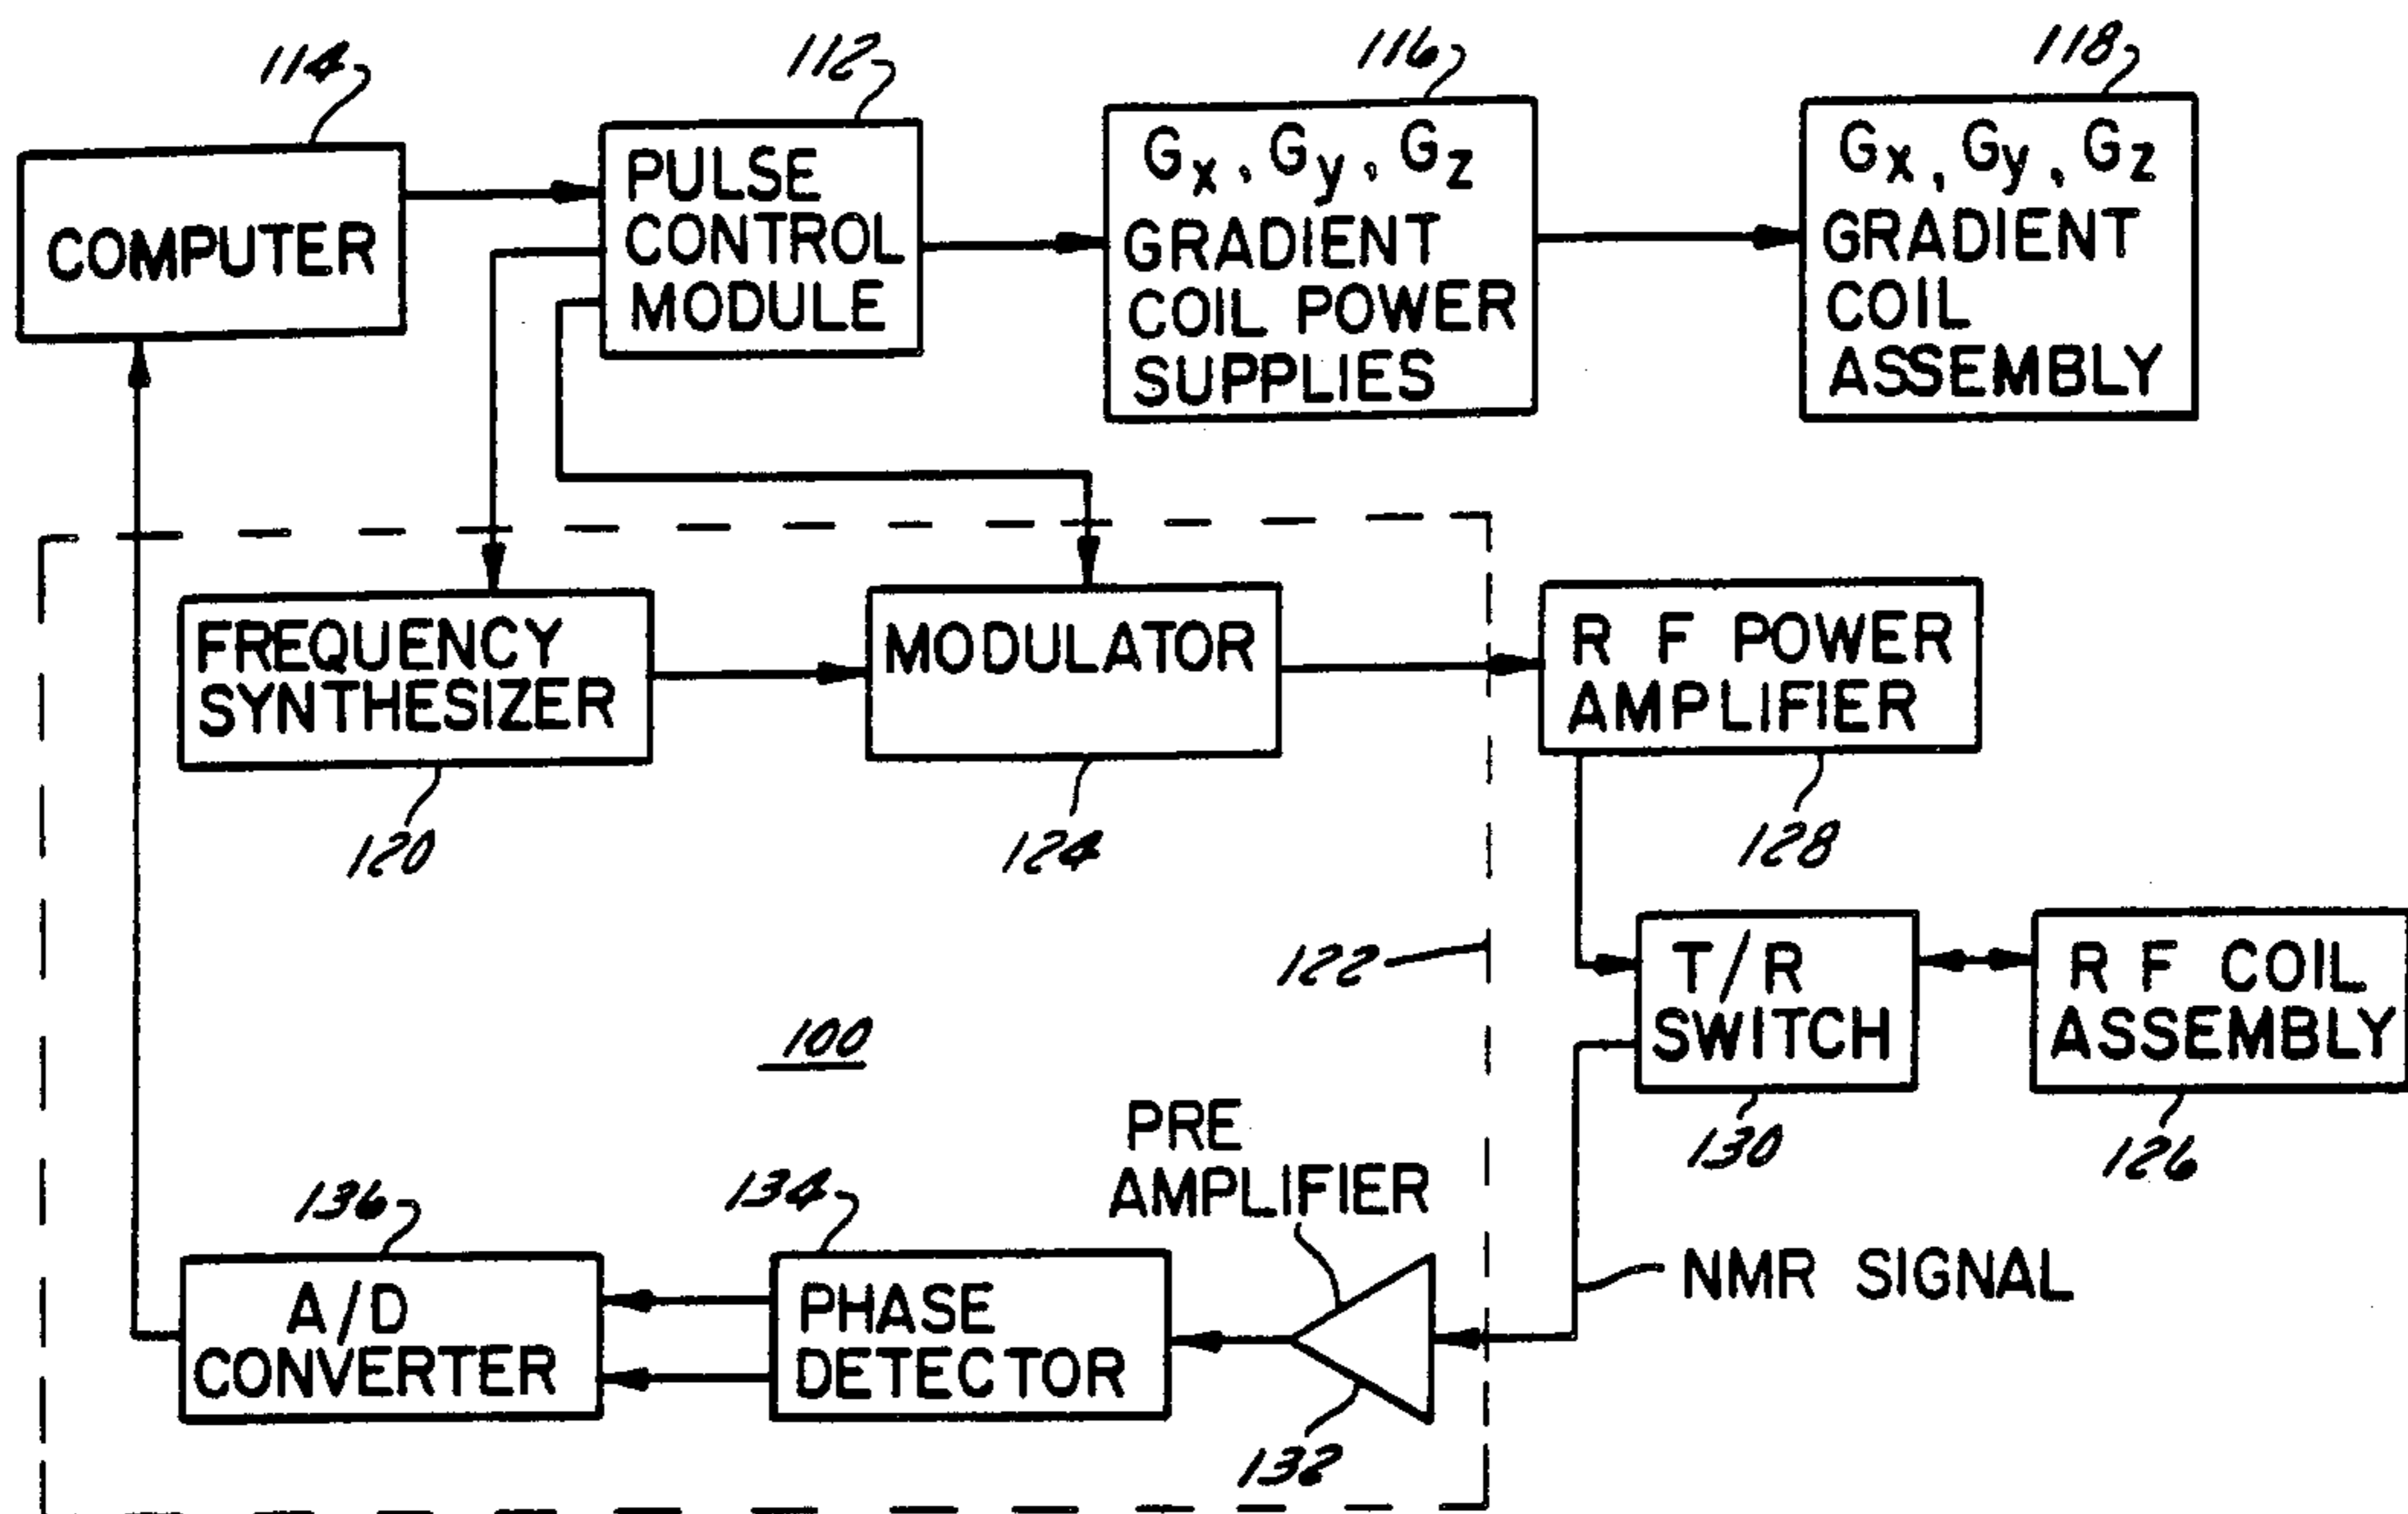 114
112
116
118
COMPUTER
PULSE
CONTROL
MODULE
Gx, Gy, Gz
GRADIENT
COIL POWER
SUPPLIES
Gx, Gy, Gz
GRADIENT
COIL
ASSEMBLY
FREQUENCY
SYNTHESIZER
MODULATOR
R F POWER
AMPLIFIER
120
124
128
122
T/R
SWITCH
R F COIL
ASSEMBLY
100
130
126
PRE
AMPLIFIER
136
134
NMR SIGNAL
A/D
CONVERTER
PHASE
DETECTOR
132